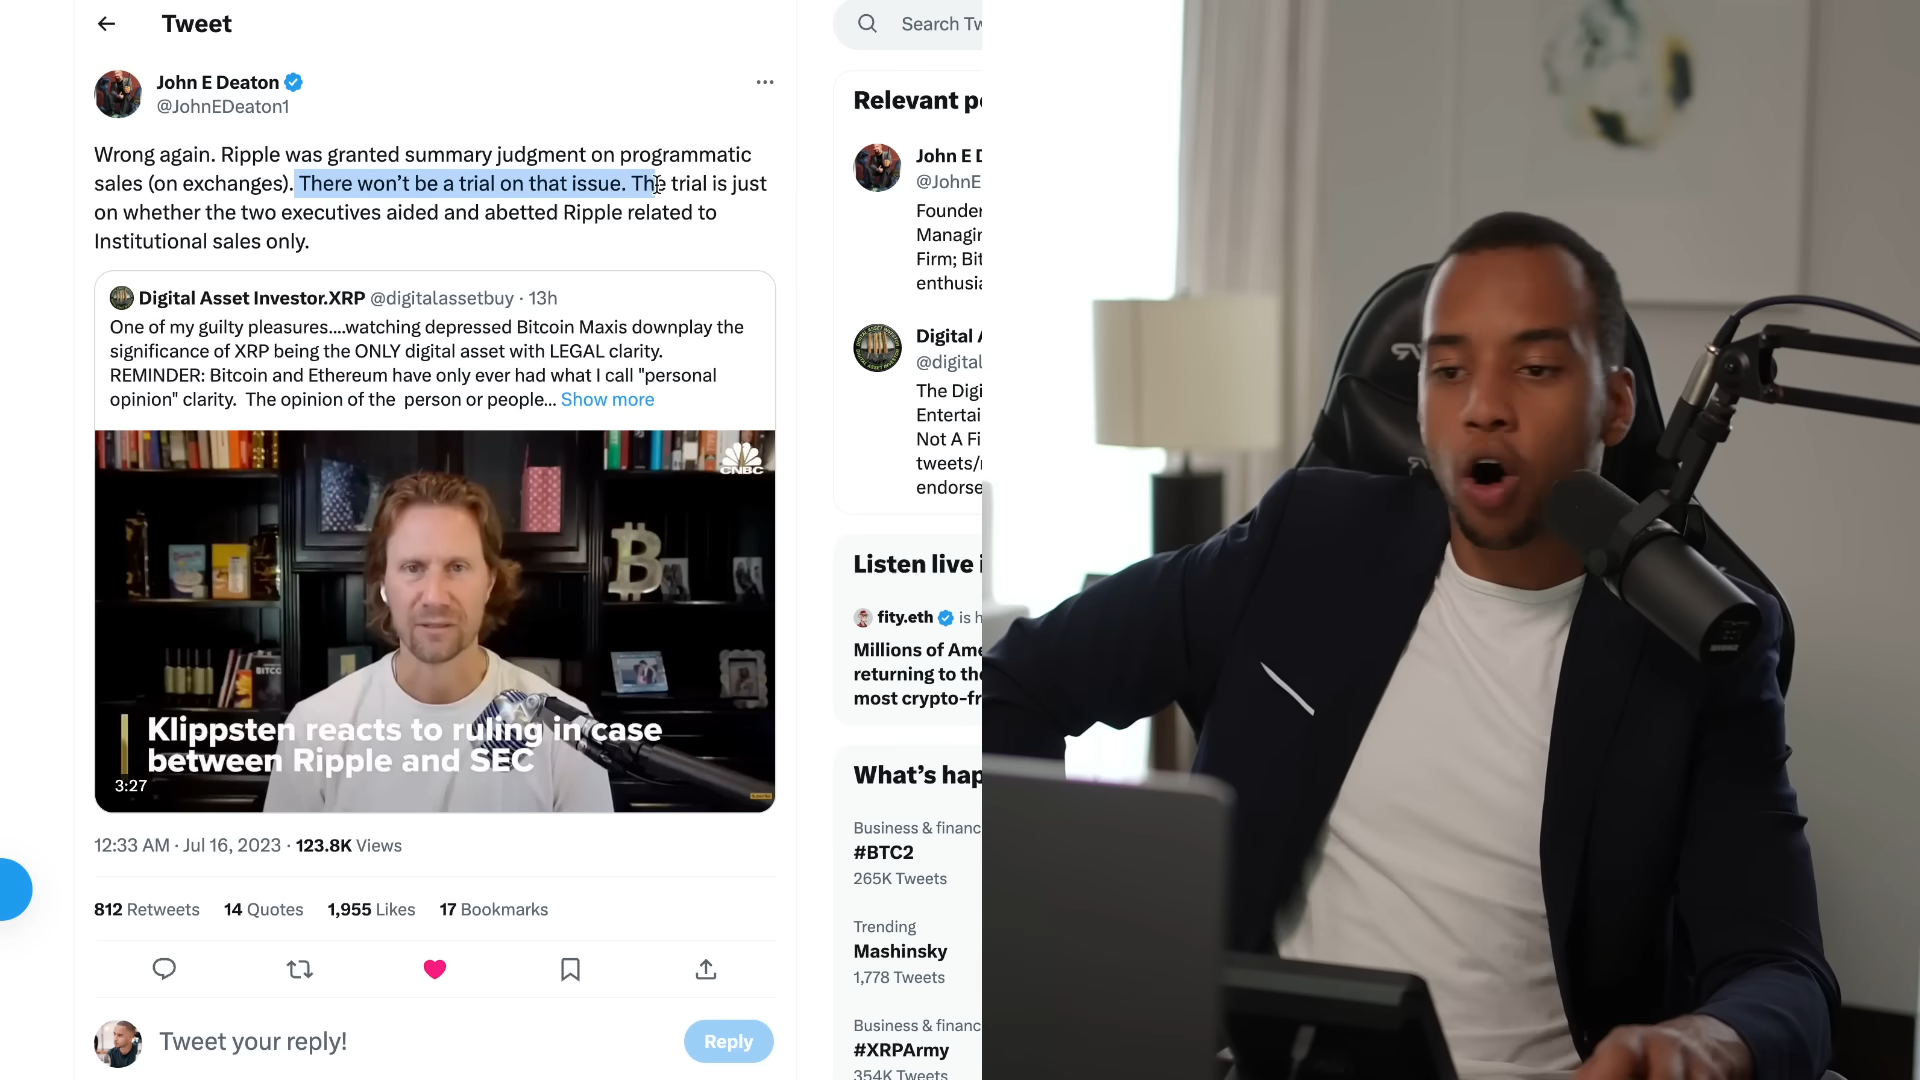 Tweet
Search Tw
John E Deaton
@JohnEDeaton1
Wrong again. Ripple was granted summary judgment on programmatic
sales (on exchanges). There won't be a trial on that issue. The trial is just
on whether the two executives aided and abetted Ripple related to
Institutional sales only.
Digital Asset Investor.XRP @digitalassetbuy · 13h
One of my guilty pleasures....watching depressed Bitcoin Maxis downplay the
significance of XRP being the ONLY digital asset with LEGAL clarity.
REMINDER: Bitcoin and Ethereum have only ever had what I call "personal
opinion" clarity.  The opinion of the  person or people... Show more
CNBC
BITCO
Klippsten reacts to ruling in case
between Ripple and SEC
3:27
12:33 AM · Jul 16, 2023 · 123.8K Views
812 Retweets 14 Quotes 1,955 Likes 17 Bookmarks
Tweet your reply!
Reply
Relevant pe
John E D
@JohnE
Founder
Managin
Firm; Bit
enthusia
Digital A
@digital
The Digi
Entertai
Not A Fi
tweets/r
endorse
Listen live i
fity.eth is h
Millions of Ame
returning to the
most crypto-fr
What's hap
Business & financ
#BTC2
265K Tweets
Trending
Mashinsky
1,778 Tweets
Business & financ
#XRPArmy
354K Tweets